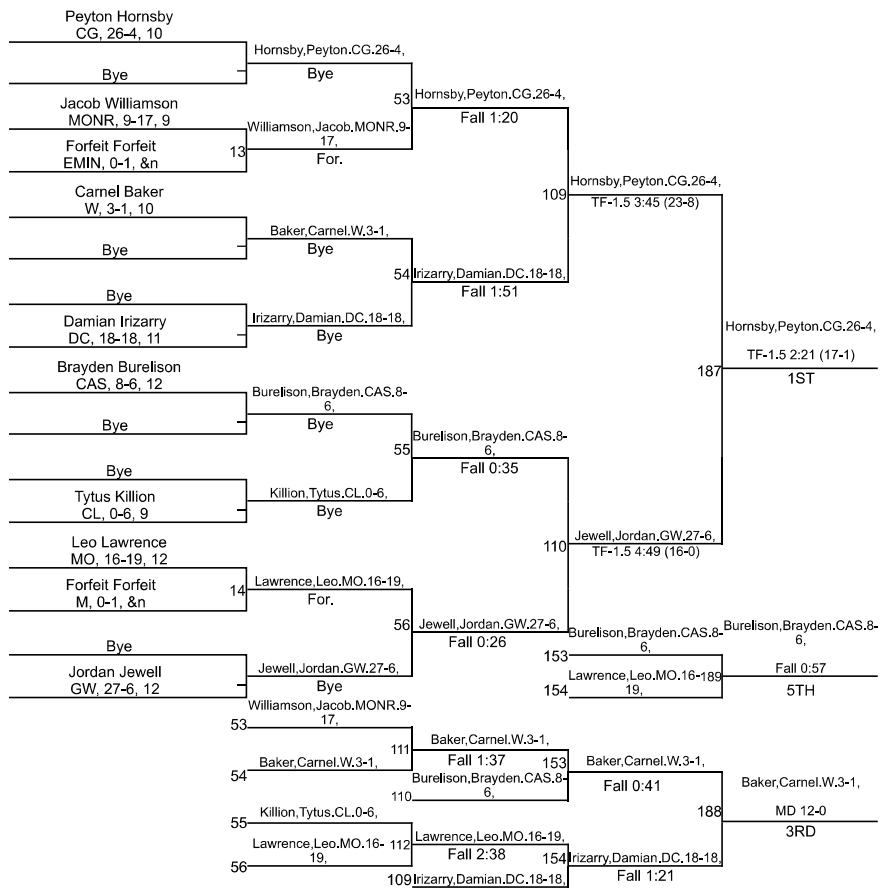 Peyton Hornsby
CG, 26-4, 10
Bye
Hornsby,Peyton.CG.26-4,
Bye
Jacob Williamson
MONR, 9-17, 9
Forfeit Forfeit
EMIN, 0-1, &n
13
Williamson,Jacob.MONR.9-
17,
For.
53
Hornsby,Peyton.CG.26-4,
Fall 1:20
Carnel Baker
W, 3-1, 10
Bye
Baker,Carnel.W.3-1,
Bye
Bye
Damian Irizarry
DC, 18-18, 11
Irizarry,Damian.DC.18-18,
Bye
54
Irizarry,Damian.DC.18-18,
Fall 1:51
109
Hornsby,Peyton.CG.26-4,
TF-1.5 3:45 (23-8)
Brayden Burelison
CAS, 8-6, 12
Bye
Burelison,Brayden.CAS.8-
6,
Bye
Bye
Tytus Killion
CL, 0-6, 9
Killion,Tytus.CL.0-6,
Bye
55
Burelison,Brayden.CAS.8-
6,
Fall 0:35
Leo Lawrence
MO, 16-19, 12
Forfeit Forfeit
M, 0-1, &n
14
Lawrence,Leo.MO.16-19,
For.
Bye
Jordan Jewell
GW, 27-6, 12
Jewell,Jordan.GW.27-6,
Bye
56
Jewell,Jordan.GW.27-6,
Fall 0:26
110
Jewell,Jordan.GW.27-6,
TF-1.5 4:49 (16-0)
187
Hornsby,Peyton.CG.26-4,
TF-1.5 2:21 (17-1)
1ST
Burelison,Brayden.CAS.8-
6,
153
Lawrence,Leo.MO.16-
19,
154
189
Burelison,Brayden.CAS.8-
6,
Fall 0:57
5TH
Williamson,Jacob.MONR.9-
17,
53
Baker,Carnel.W.3-1,
54
111
Baker,Carnel.W.3-1,
Fall 1:37
Burelison,Brayden.CAS.8-
6,
110
153
Baker,Carnel.W.3-1,
Fall 0:41
Killion,Tytus.CL.0-6,
55
Lawrence,Leo.MO.16-
19,
56
112
Lawrence,Leo.MO.16-19,
Fall 2:38
109
Irizarry,Damian.DC.18-18,
154
Irizarry,Damian.DC.18-18,
Fall 1:21
188
Baker,Carnel.W.3-1,
MD 12-0
3RD